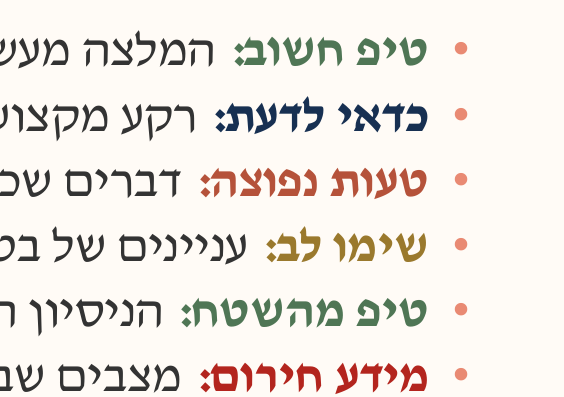 טיפ חשוב: המלצה
כדאי לדעת: רקע
טעות נפוצה: דברים
שימו לב: עניינים של
טיפ מהשטח: הניסיון
מידע חירום: מצבים